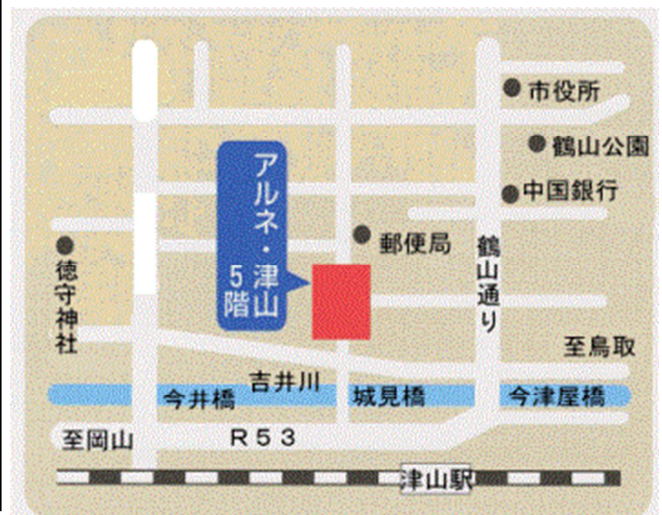 市役所
鶴山公園
中国銀行
アルネ・津山
5階
郵便局
鶴山通り
徳守神社
至鳥取
吉井川
今井橋
城見橋
今津屋橋
至岡山
R53
津山駅